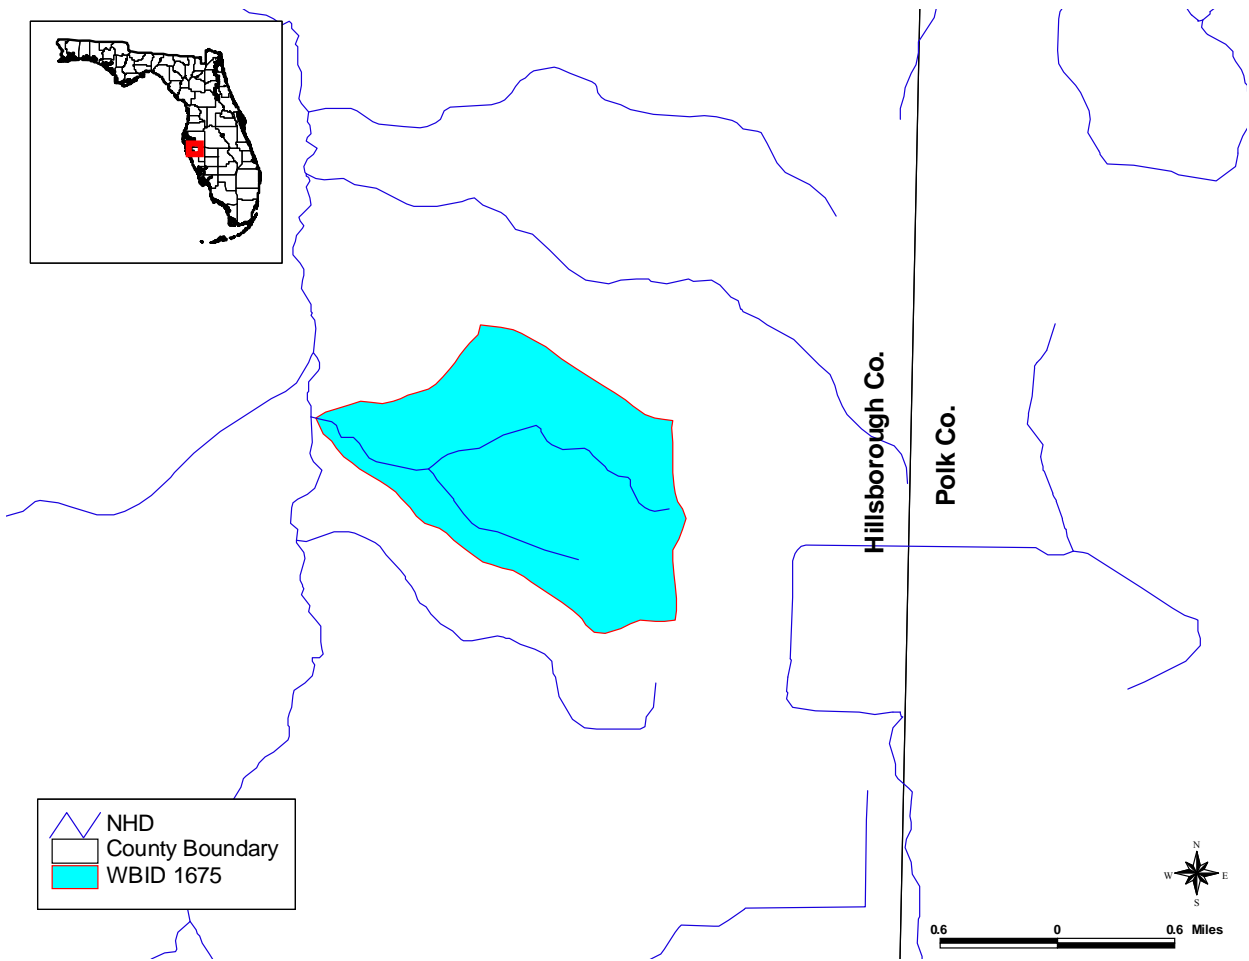 Hillsborough Co.
Polk Co.
NHD
County Boundary
WBID 1675
N
W
E
S
0.6 0 0.6 Miles